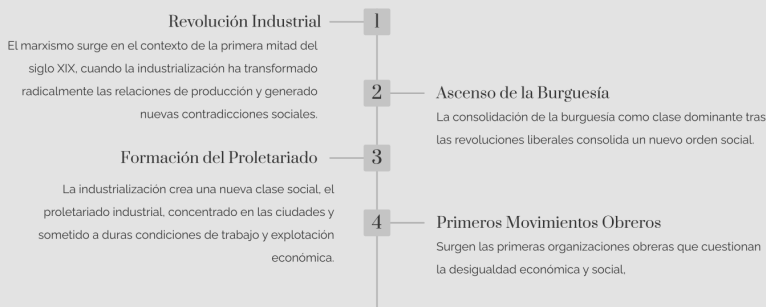 Revolución Industrial
1
El marxismo surge en el contexto de la primera mitad del
siglo XIX, cuando la industrialización ha transformado
radicalmente las relaciones de producción y generado
nuevas contradicciones sociales.
2
Ascenso de la Burguesía
La consolidación de la burguesía como clase dominante tras
las revoluciones liberales consolida un nuevo orden social.
Formación del Proletariado
3
La industrialización crea una nueva clase social, el
proletariado industrial, concentrado en las ciudades y
sometido a duras condiciones de trabajo y explotación
económica.
4
Primeros Movimientos Obreros
Surgen las primeras organizaciones obreras que cuestionan
la desigualdad económica y social,